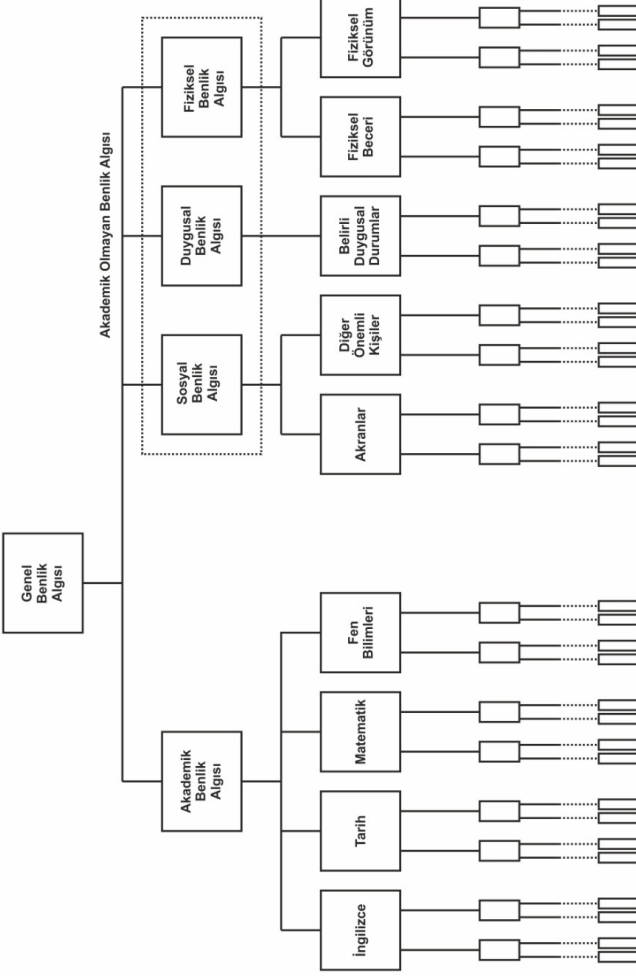 Genel
Benlik
Algısı
Akademik Olmayan Benlik Algısı
Akademik
Benlik
Algısı
Sosyal
Benlik
Algısı
Duygusal
Benlik
Algısı
Fiziksel
Benlik
Algısı
İngilizce
Tarih
Matematik
Fen
Bilimleri
Akranlar
Diğer
Önemli
Kişiler
Belirli
Duygusal
Durumlar
Fiziksel
Beceri
Fiziksel
Görünüm